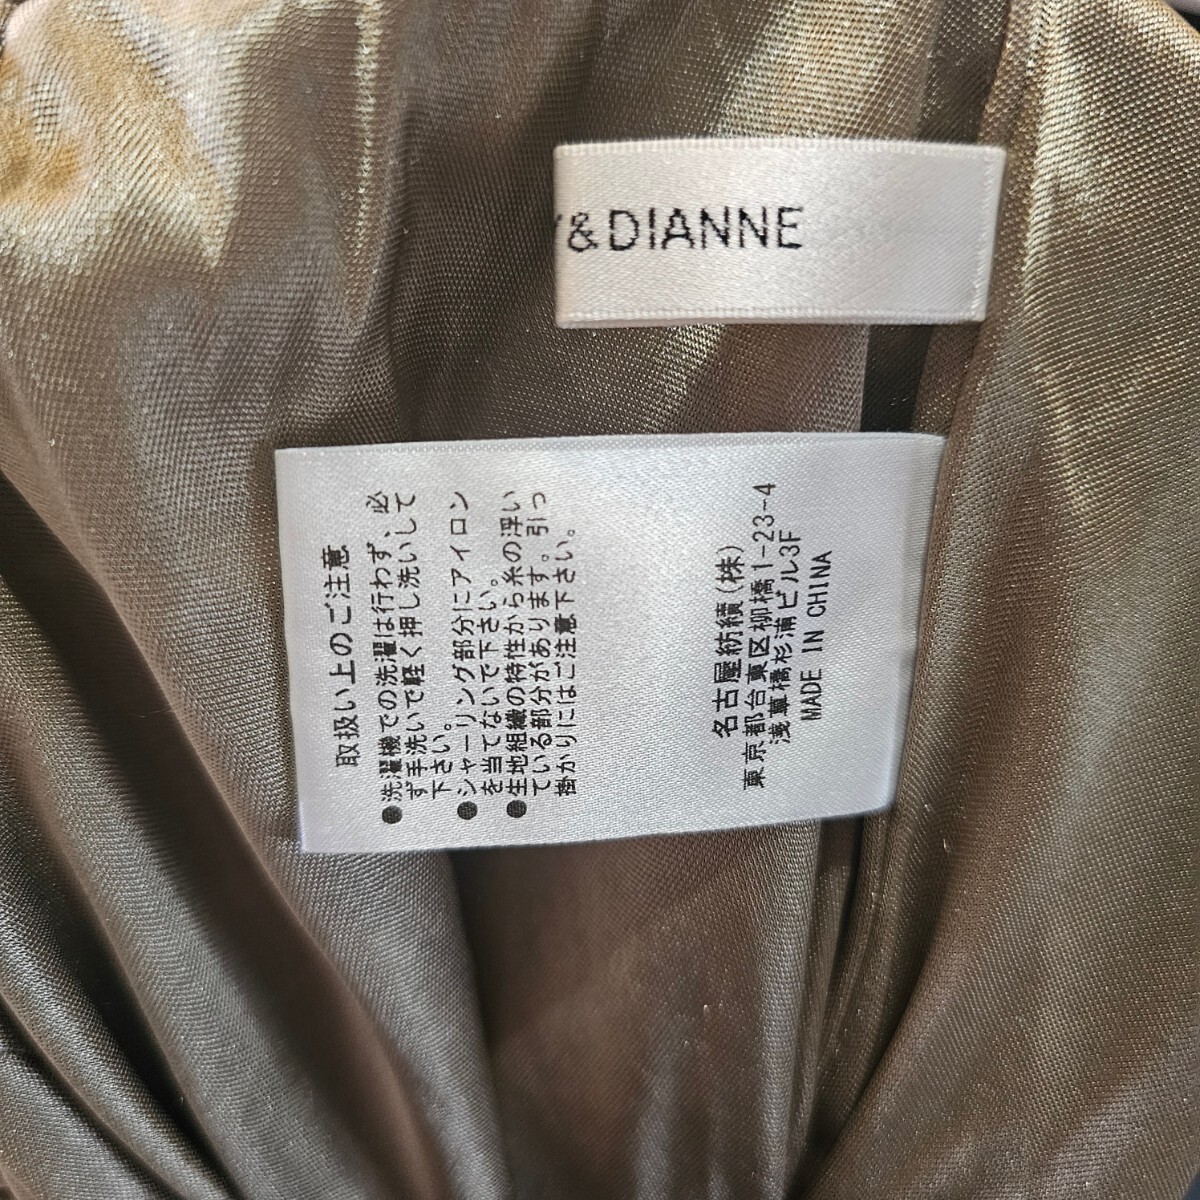 &DIANNE
取扱い上のご注意
●洗濯機での洗濯は行わず、必
ず手洗いで軽く押し洗いして
下さい。
●シャーリング部分にアイロン
を当てないで下さい。
●生地組織の特性から糸の浮い
ている部分があります。引っ
掛かりにはご注意下さい。
名古屋紡績(株)
東京都台東区柳橋1-23-4
浅草橋杉浦ビル3F
MADE IN CHINA